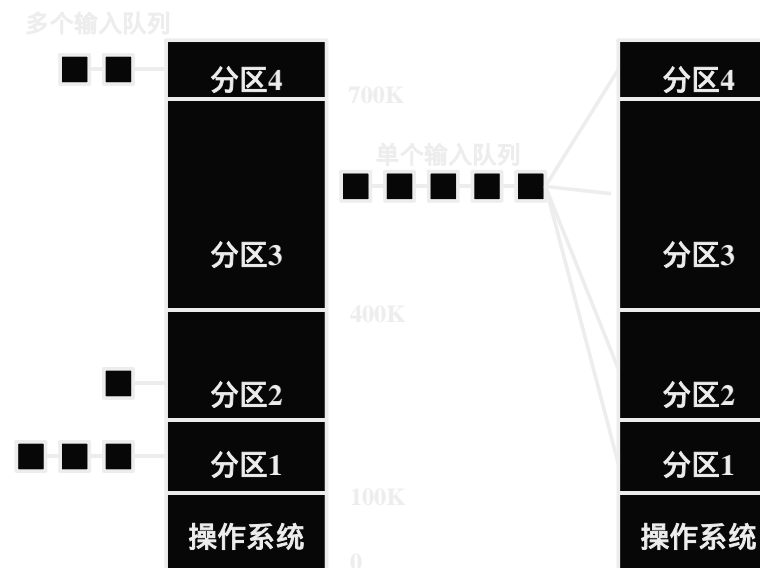 多个输入队列
分区4
分区4
700K
单个输入队列
分区3
分区3
400K
分区2
分区2
分区1
分区1
100K
操作系统
操作系统
0